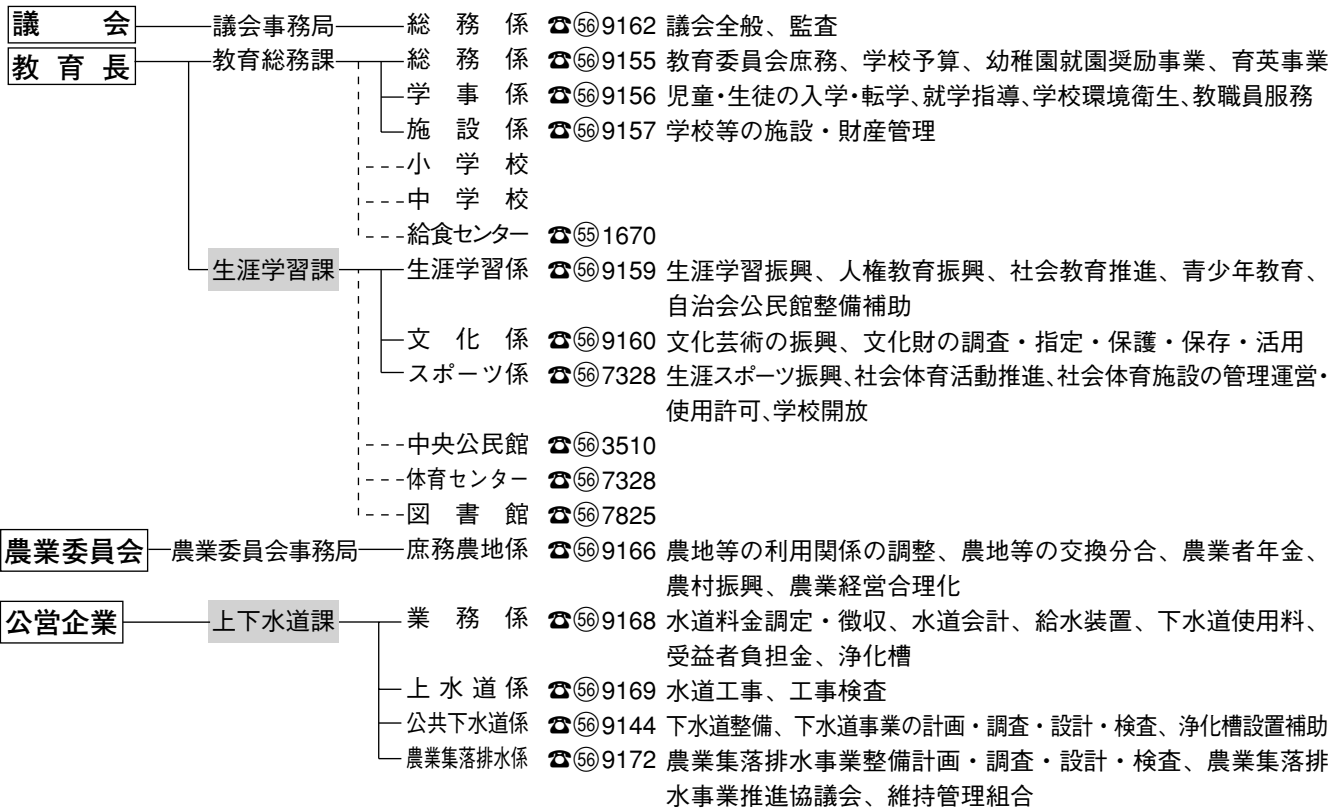 議会 議会事務局 総務係 ☎㊽9162 議会全般、監査
教育長 教育総務課 総務係 ☎569155 教育委員会庶務、学校予算、幼稚園就園奨励事業、育英事業
学事係 ☎569156 児童・生徒の入学・転学、就学指導、学校環境衛生、教職員服務
施設係 ☎569157 学校等の施設・財産管理
小学校
中学校
給食センター ☎551670
生涯学習課 生涯学習係 ☎569159 生涯学習振興、人権教育振興、社会教育推進、青少年教育、
自治会公民館整備補助
文化係 ☎569160 文化芸術の振興、文化財の調査・指定・保護・保存・活用
スポーツ係 ☎567328 生涯スポーツ振興、社会体育活動推進、社会体育施設の管理運営・
使用許可、学校開放
中央公民館 ☎563510
体育センター ☎567328
図書館 ☎567825
農業委員会 農業委員会事務局 庶務農地係 ☎569166 農地等の利用関係の調整、農地等の交換分合、農業者年金、
農村振興、農業経営合理化
公営企業 上下水道課 業務係 ☎569168 水道料金調定・徴収、水道会計、給水装置、下水道使用料、
受益者負担金、浄化槽
上水道係 ☎569169 水道工事、工事検査
公共下水道係 ☎569144 下水道整備、下水道事業の計画・調査・設計・検査、浄化槽設置補助
農業集落排水係 ☎569172 農業集落排水事業整備計画・調査・設計・検査、農業集落排
水事業推進協議会、維持管理組合